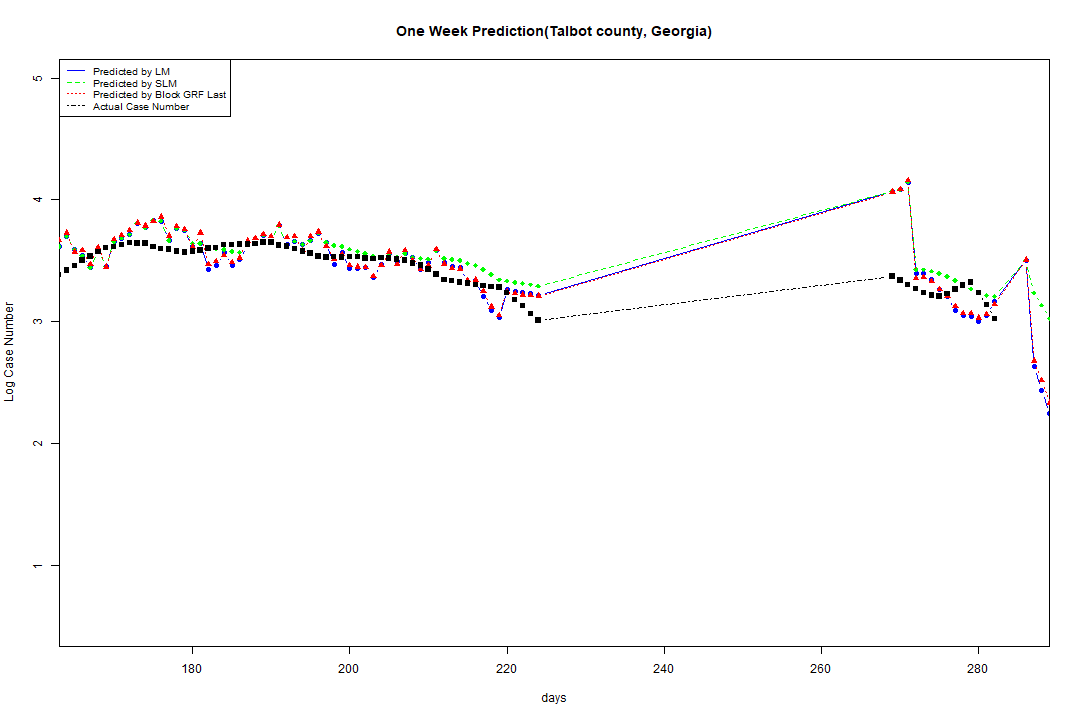 One Week Prediction(Talbot county, Georgia)
Predicted by LM
Predicted by SLM
Predicted by Block GRF Last
Actual Case Number
5
4
3
2
1
Log Case Number
180 200 220 240 260 280
days